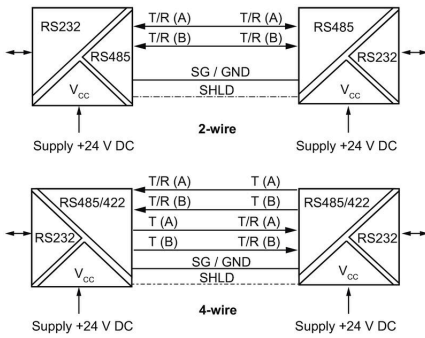 RS232 T/R (A) T/R (A) RS485
T/R (B) T/R (B)
RS485 RS232
SG / GND
VCC SHLD VCC
2-wire
Supply +24 V DC Supply +24 V DC
T/R (A) T (A)
RS485/422 T/R (B) T (B) RS485/422
T (A) T/R (A)
RS232 T (B) T/R (B) RS232
SG / GND
VCC SHLD VCC
4-wire
Supply +24 V DC Supply +24 V DC